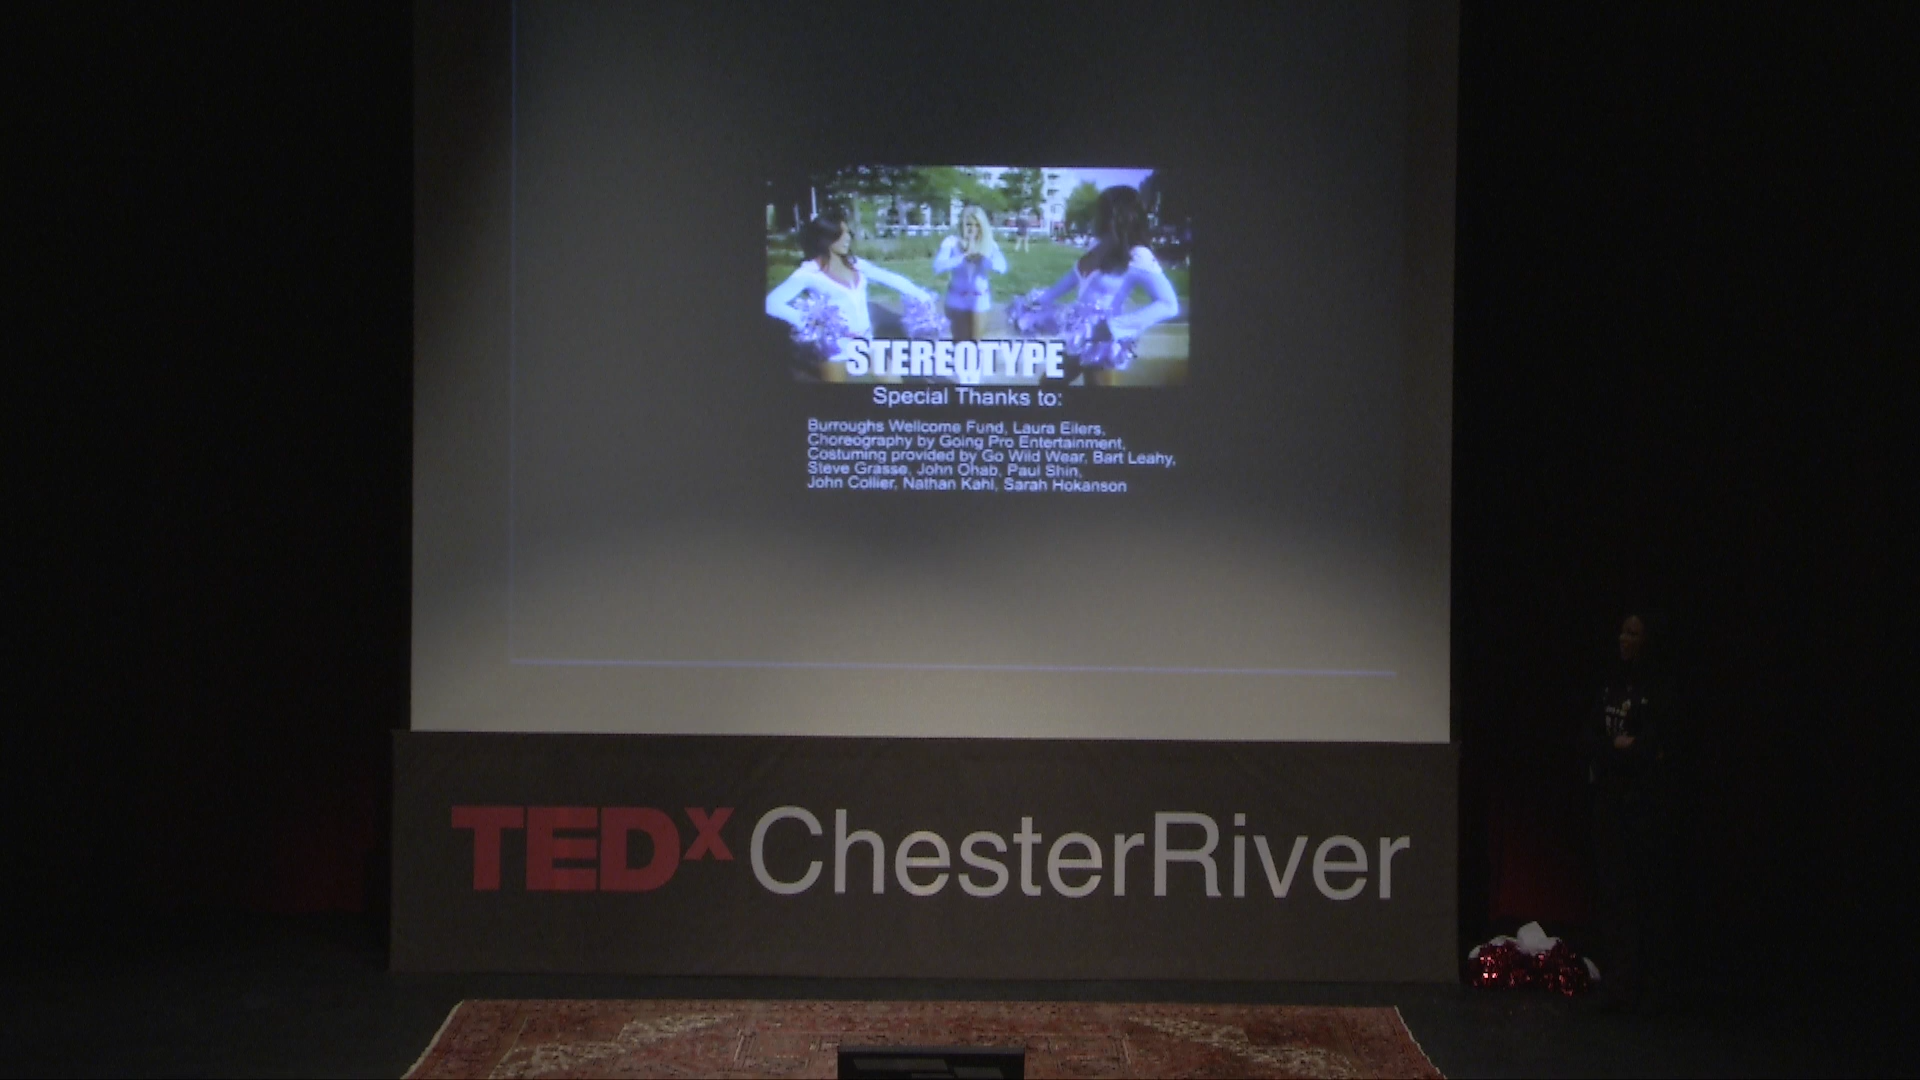 STEREOTYPE
Special Thanks to:
Burroughs Wellcome Fund, Laura Eilers,
Choreography by Going Pro Entertainment,
Costuming provided by Go Wild Wear, Bart Leahy,
Steve Grasse, John Ohab, Paul Shin,
John Collier, Nathan Kahl, Sarah Hokanson
TEDx ChesterRiver